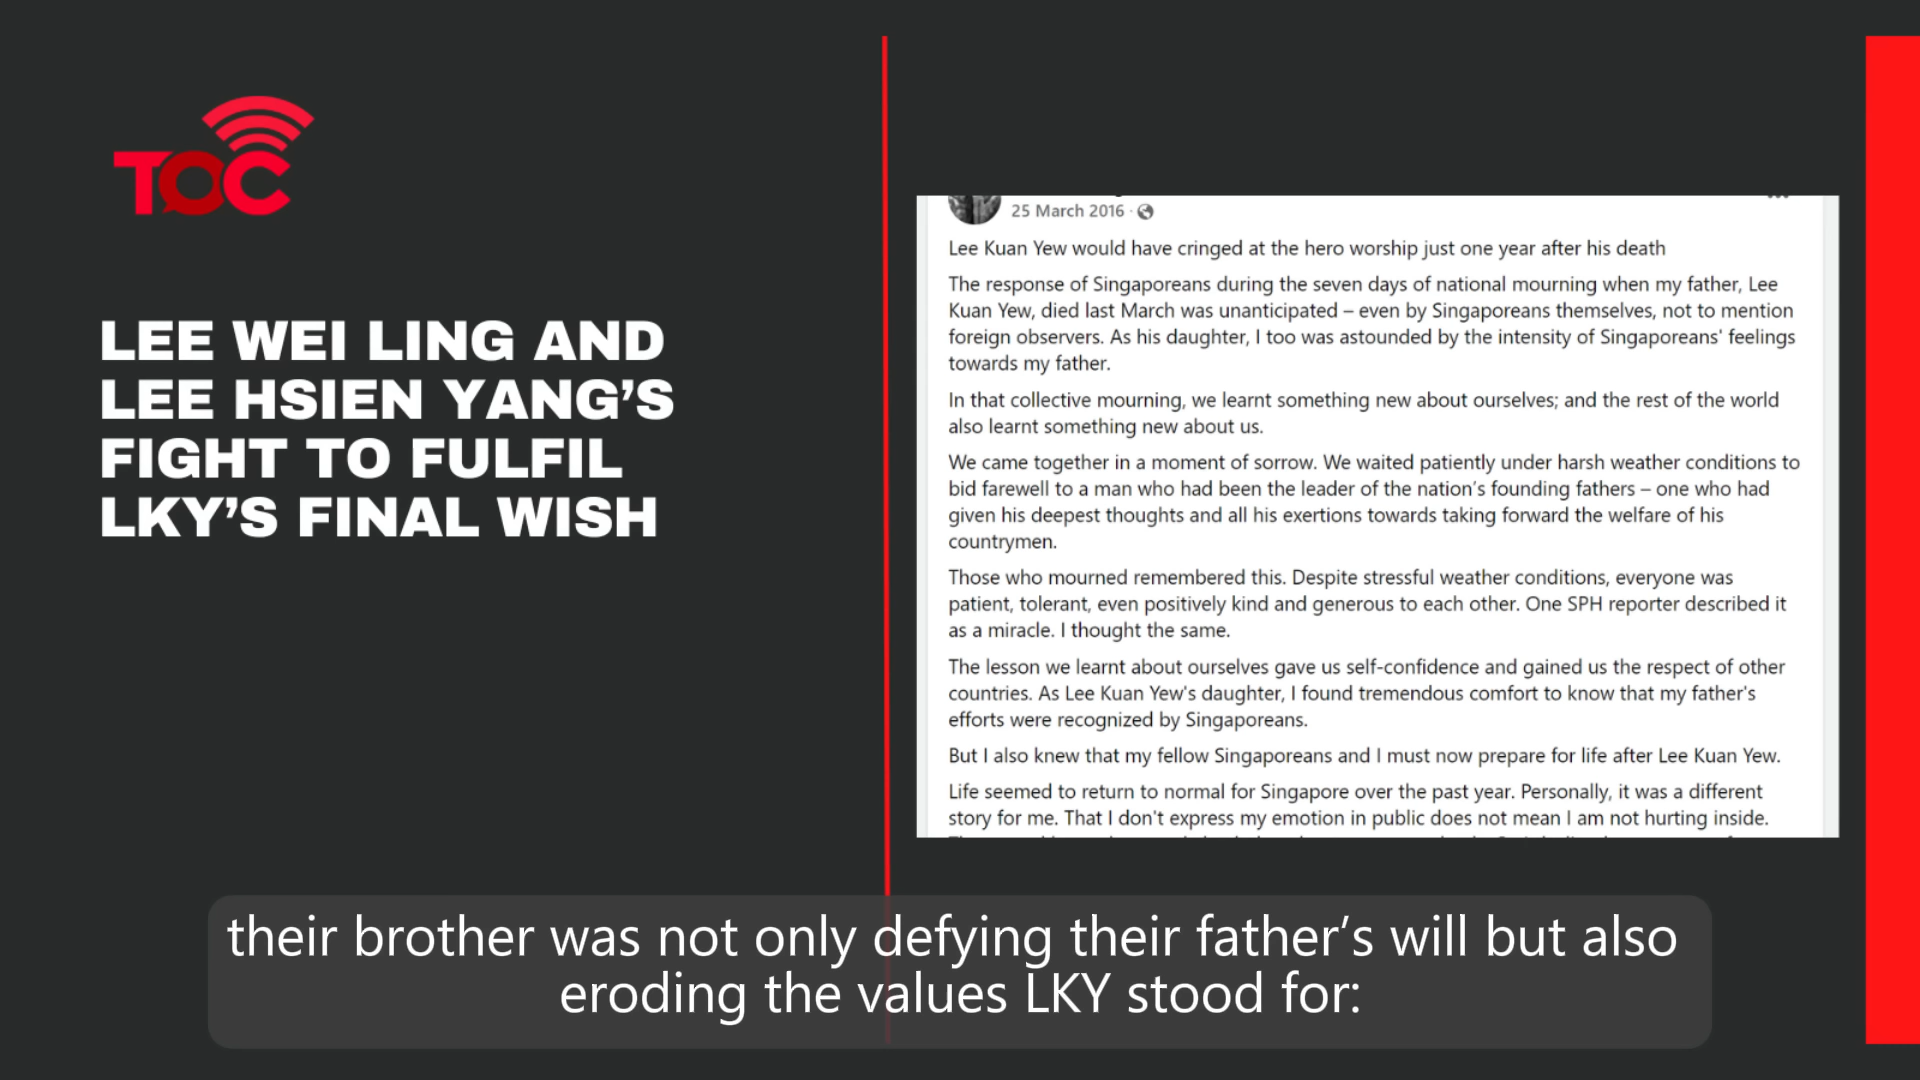 TOC
LEE WEI LING AND
LEE HSIEN YANG’S
FIGHT TO FULFIL
LKY’S FINAL WISH
25 March 2016 ·
Lee Kuan Yew would have cringed at the hero worship just one year after his death
The response of Singaporeans during the seven days of national mourning when my father, Lee
Kuan Yew, died last March was unanticipated – even by Singaporeans themselves, not to mention
foreign observers. As his daughter, I too was astounded by the intensity of Singaporeans' feelings
towards my father.
In that collective mourning, we learnt something new about ourselves; and the rest of the world
also learnt something new about us.
We came together in a moment of sorrow. We waited patiently under harsh weather conditions to
bid farewell to a man who had been the leader of the nation’s founding fathers – one who had
given his deepest thoughts and all his exertions towards taking forward the welfare of his
countrymen.
Those who mourned remembered this. Despite stressful weather conditions, everyone was
patient, tolerant, even positively kind and generous to each other. One SPH reporter described it
as a miracle. I thought the same.
The lesson we learnt about ourselves gave us self-confidence and gained us the respect of other
countries. As Lee Kuan Yew's daughter, I found tremendous comfort to know that my father's
efforts were recognized by Singaporeans.
But I also knew that my fellow Singaporeans and I must now prepare for life after Lee Kuan Yew.
Life seemed to return to normal for Singapore over the past year. Personally, it was a different
story for me. That I don't express my emotion in public does not mean I am not hurting inside.
their brother was not only defying their father’s will but also
eroding the values LKY stood for: